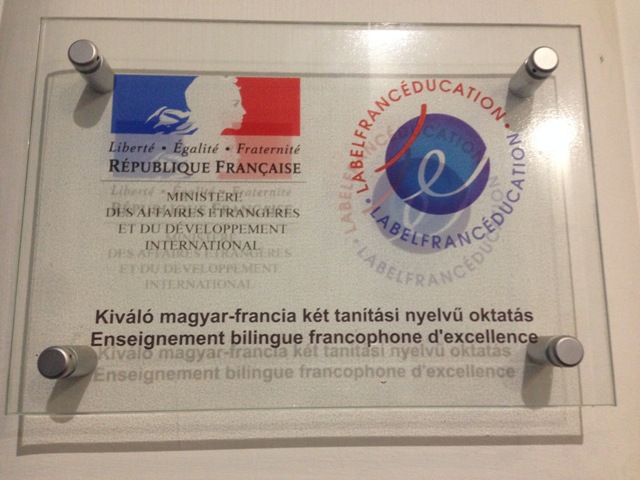 Liberté • Égalité • Fraternité
RÉPUBLIQUE FRANÇAISE
MINISTÈRE
DES AFFAIRES ÉTRANGÈRES
ET DU DÉVELOPPEMENT
INTERNATIONAL
LABELFRANCÉDUCATION • LABELFRANCÉDUCATION •
Kiváló magyar-francia két tanítási nyelvű oktatás
Enseignement bilingue francophone d'excellence